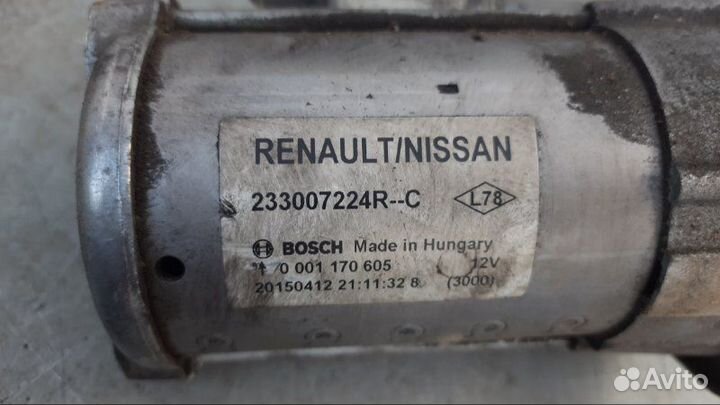 RENAULT/NISSAN
233007224R--C L78
BOSCH Made in Hungary
0 001 170 605 12V
20150412 21:11:32 8 (3000)
Avito